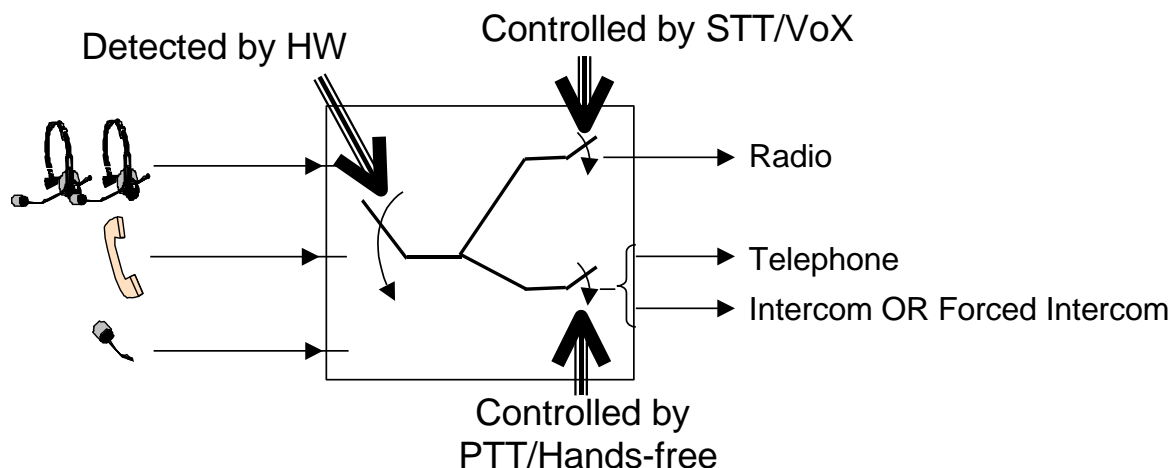 Detected by HW
Controlled by STT/VoX
Radio
Telephone
Intercom OR Forced Intercom
Controlled by
PTT/Hands-free